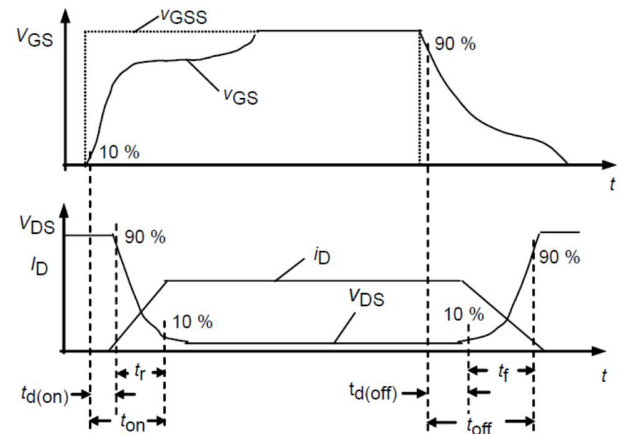 vGSS
VGS
90 %
vGS
10 %
t
VDS
ID
90 %
iD
90 %
VDS
10 %
10 %
tr
tf
t
td(on)
td(off)
ton
toff